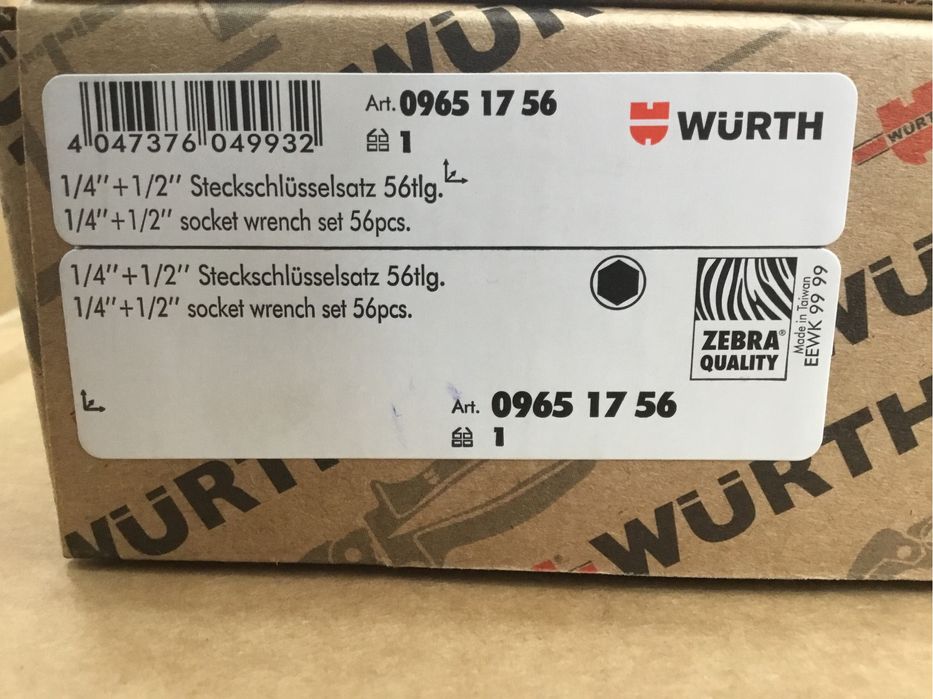 WÜRTH
4 047376 049932
Art. 0965 17 56
1
WÜRTH
1/4"+1/2" Steckschlüsselsatz 56tlg.
1/4"+1/2" socket wrench set 56pcs.
1/4"+1/2" Steckschlüsselsatz 56tlg.
1/4"+1/2" socket wrench set 56pcs.
ZEBRA®
QUALITY
Made in Taiwan
EEWK 99 99
Art. 0965 17 56
1
WÜRTH
WÜRTH